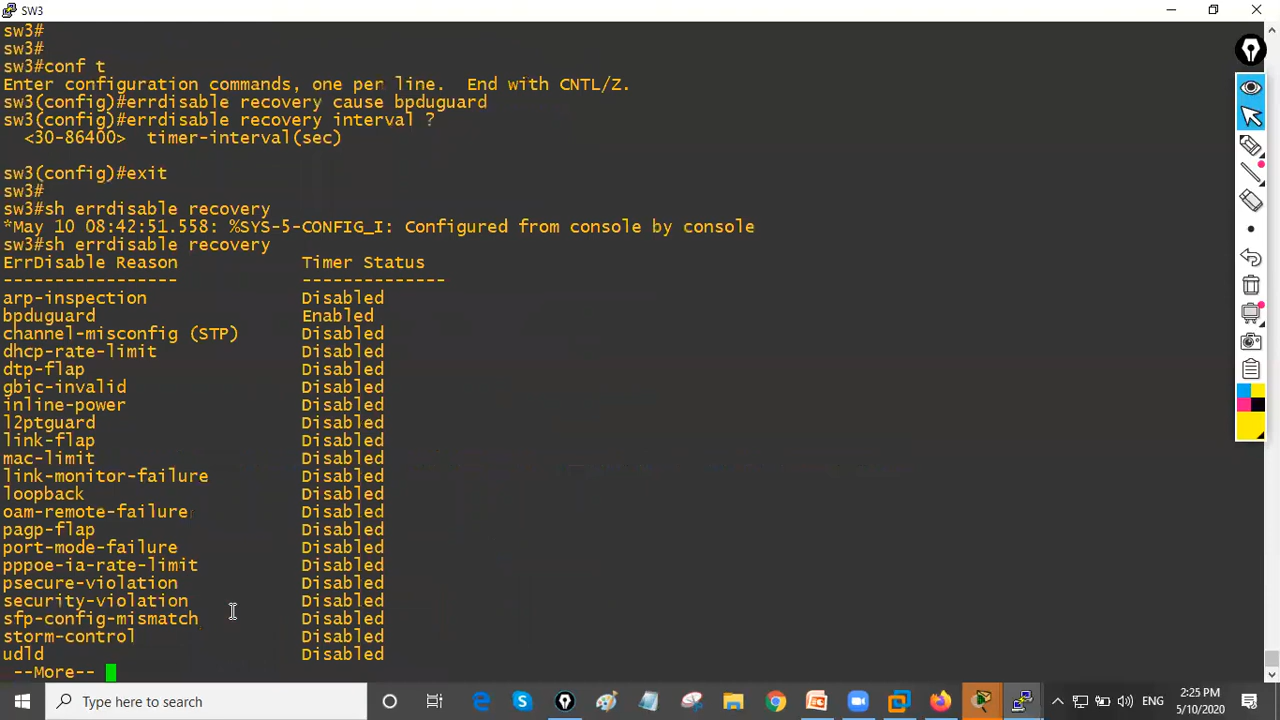 SW3
sw3#
sw3#
sw3#conf t
Enter configuration commands, one per line.  End with CNTL/Z.
sw3(config)#errdisable recovery cause bpduguard
sw3(config)#errdisable recovery interval ?
  <30-86400>  timer-interval(sec)
sw3(config)#exit
sw3#
sw3#sh errdisable recovery
*May 10 08:42:51.558: %SYS-5-CONFIG_I: Configured from console by console
sw3#sh errdisable recovery
ErrDisable Reason            Timer Status
-----------------            --------------
arp-inspection               Disabled
bpduguard                    Enabled
channel-misconfig (STP)      Disabled
dhcp-rate-limit              Disabled
dtp-flap                     Disabled
gbic-invalid                 Disabled
inline-power                 Disabled
l2ptguard                    Disabled
link-flap                    Disabled
mac-limit                    Disabled
link-monitor-failure         Disabled
loopback                     Disabled
oam-remote-failure           Disabled
pagp-flap                    Disabled
port-mode-failure            Disabled
pppoe-ia-rate-limit          Disabled
psecure-violation            Disabled
security-violation           Disabled
sfp-config-mismatch          Disabled
storm-control                Disabled
udld                         Disabled
 --More--
Type here to search
ENG
2:25 PM
5/10/2020